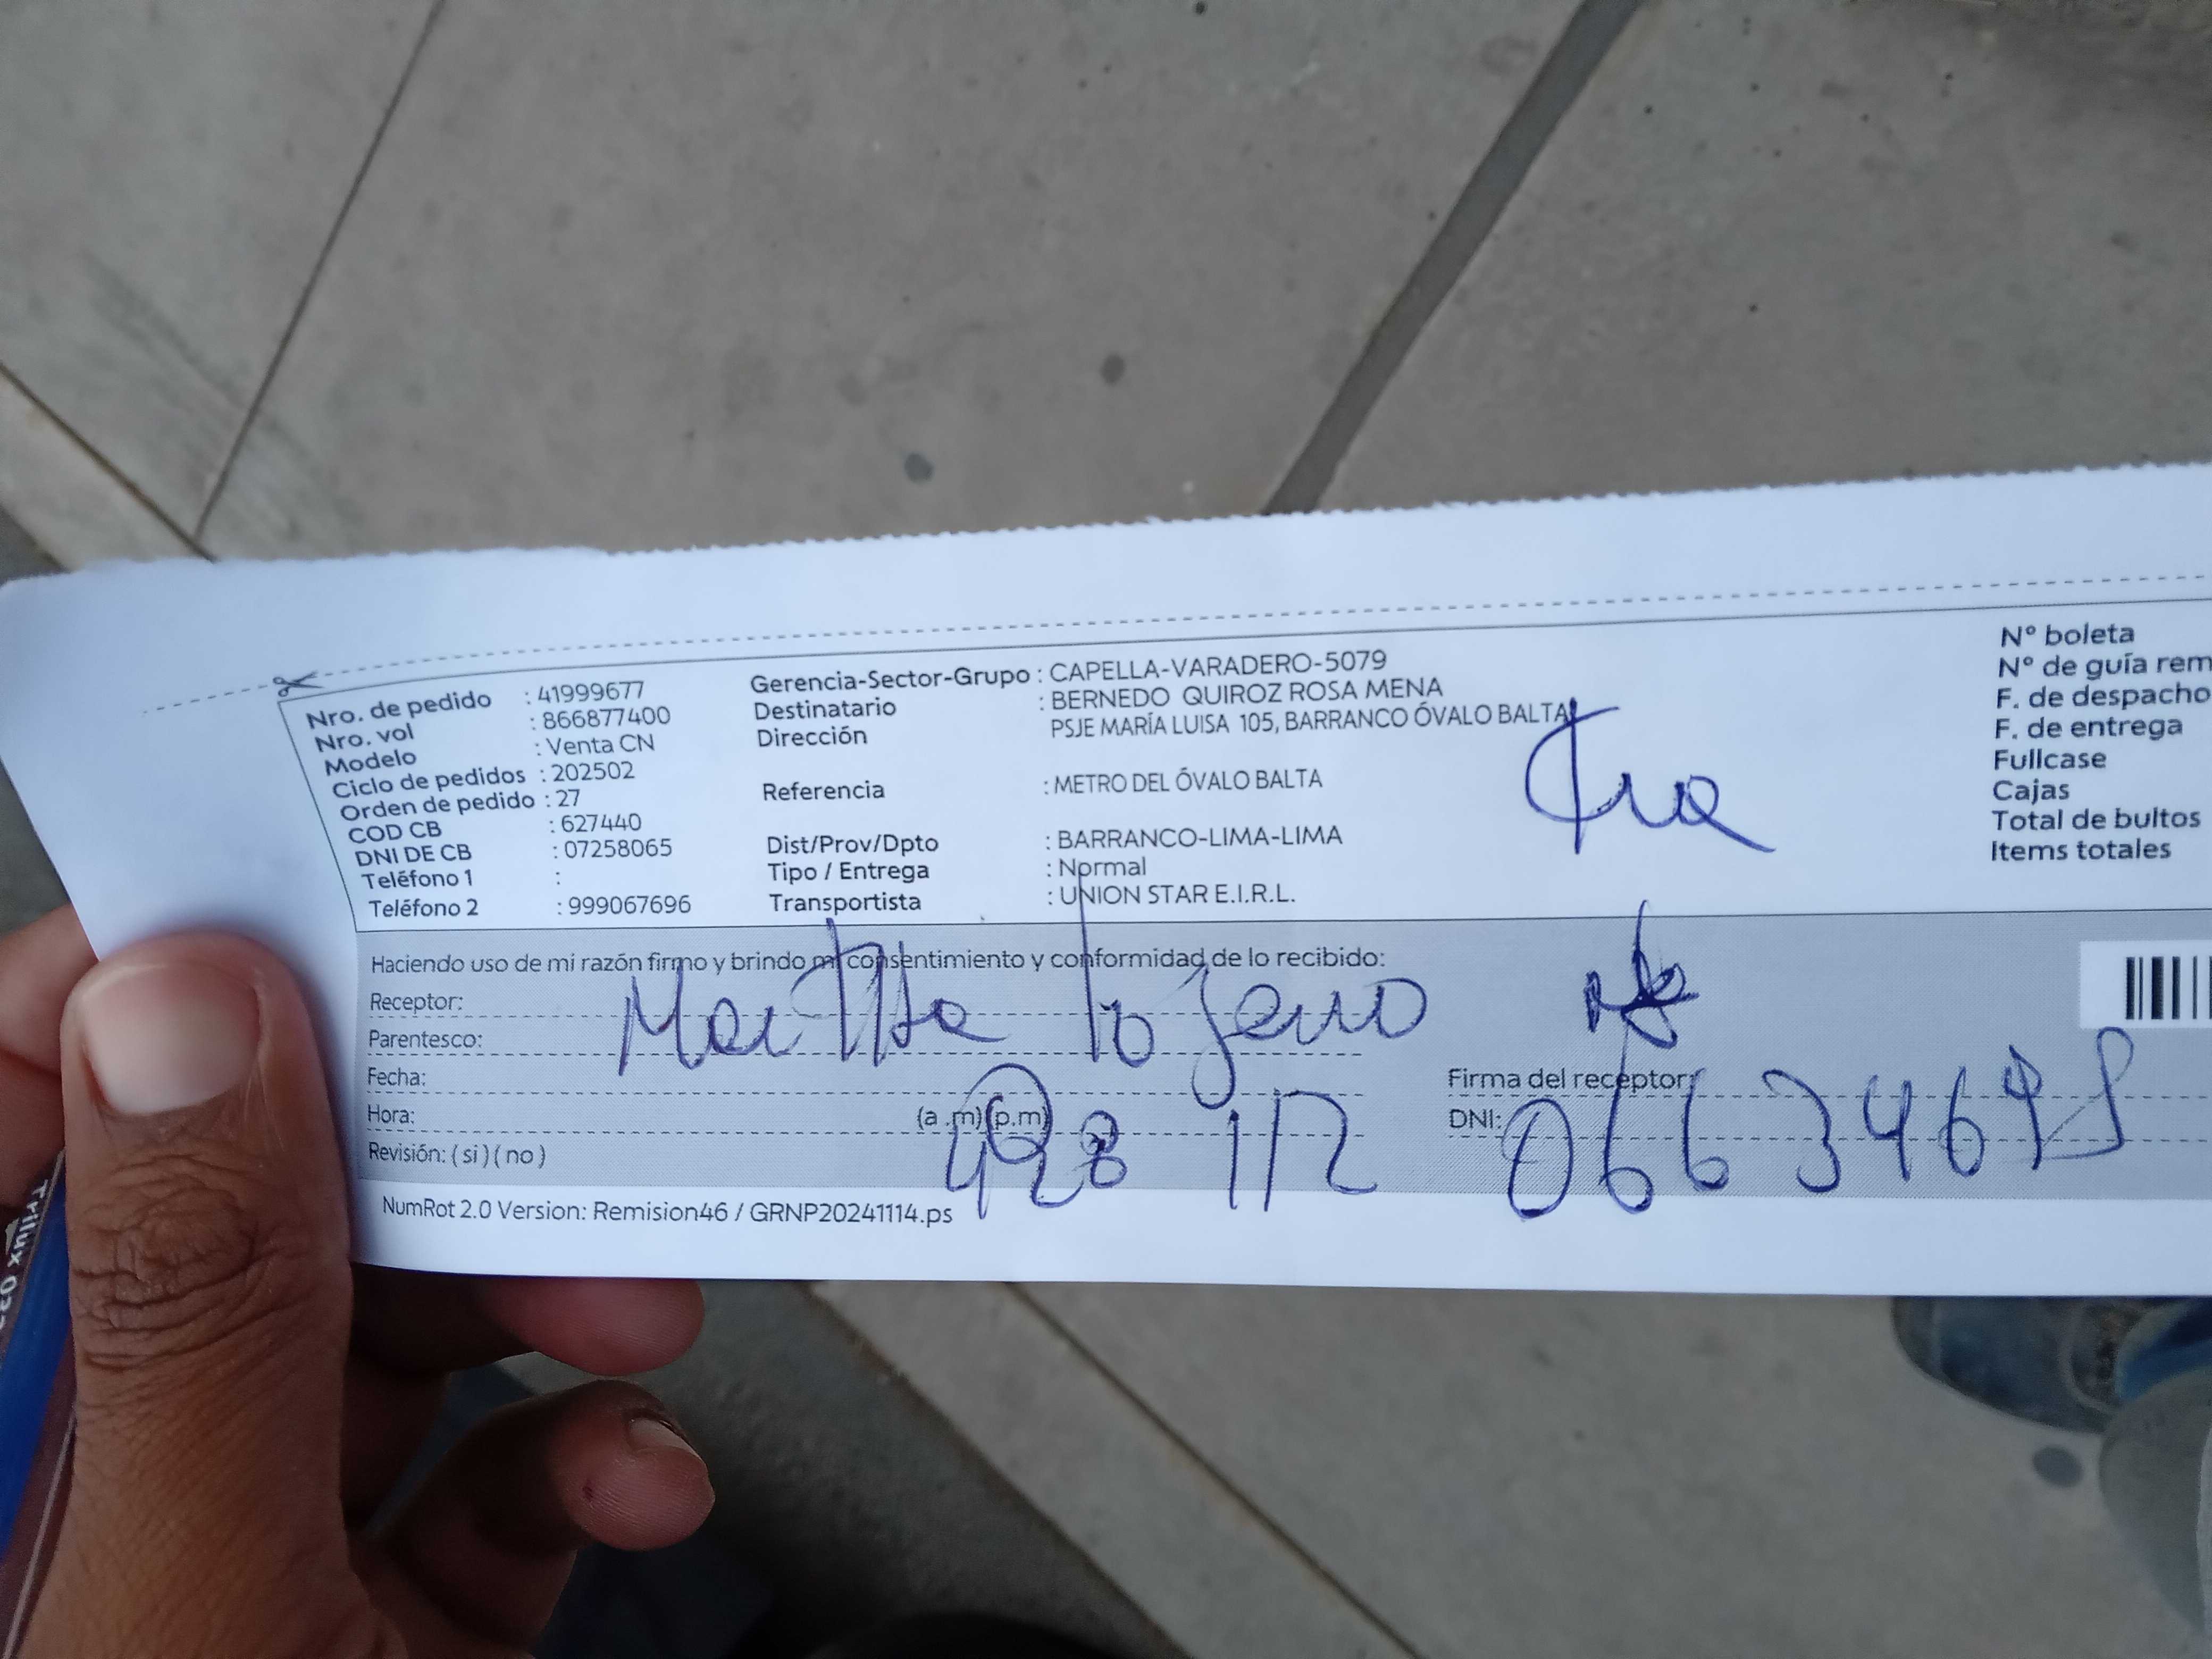 Nro. de pedido : 41999677
Nro. vol : 866877400
Modelo : Venta CN
Ciclo de pedidos : 202502
Orden de pedido : 27
COD CB : 627440
DNI DE CB : 07258065
Teléfono 1 :
Teléfono 2 : 999067696
Gerencia-Sector-Grupo : CAPELLA-VARADERO-5079
Destinatario : BERNEDO QUIROZ ROSA MENA
Dirección PSJE MARÍA LUISA 105, BARRANCO ÓVALO BALTA
Referencia : METRO DEL ÓVALO BALTA
Dist/Prov/Dpto : BARRANCO-LIMA-LIMA
Tipo / Entrega : Normal
Transportista : UNION STAR E.I.R.L.
N° boleta
N° de guía rem
F. de despacho
F. de entrega
Fullcase
Cajas
Total de bultos
Items totales
Haciendo uso de mi razón firmo y brindo mi consentimiento y conformidad de lo recibido:
Receptor: Martha
Parentesco:
Fecha:
Hora: (a.m)(p.m)
Revisión: ( si ) ( no )
Firma del receptor:
DNI:
NumRot 2.0 Version: Remision46 / GRNP20241114.ps
Trilux 03